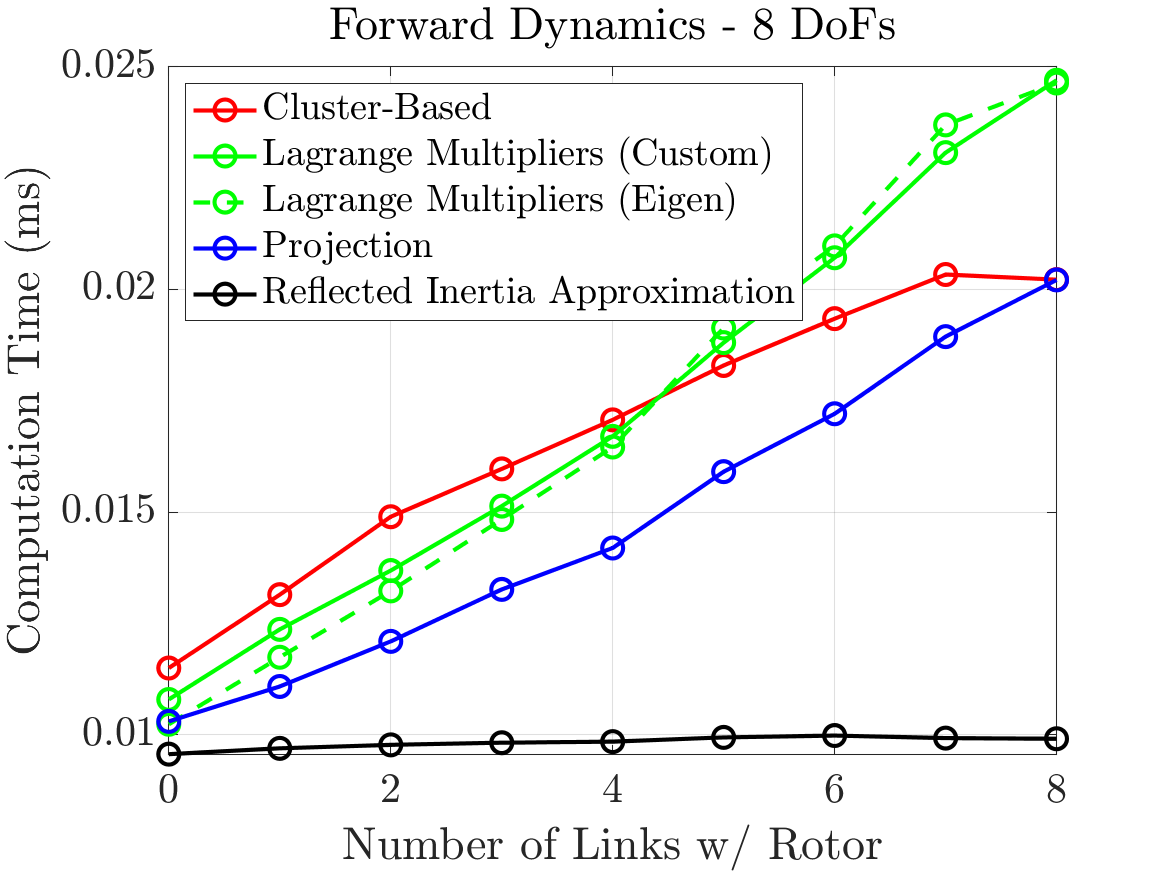 Forward Dynamics - 8 DoFs
0.025
0.02
0.015
0.01
Computation Time (ms)
Cluster-Based
Lagrange Multipliers (Custom)
Lagrange Multipliers (Eigen)
Projection
Reflected Inertia Approximation
0 2 4 6 8
Number of Links w/ Rotor